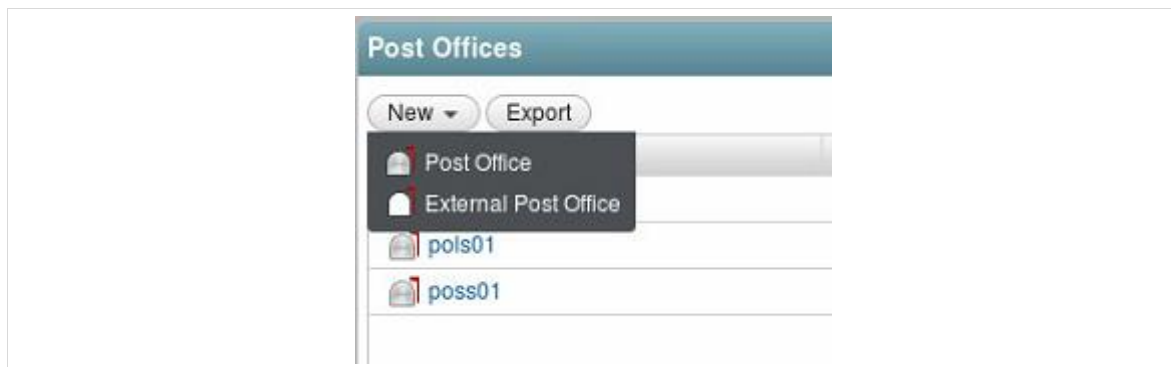 Post Offices
New Export
Post Office
External Post Office
pols01
poss01